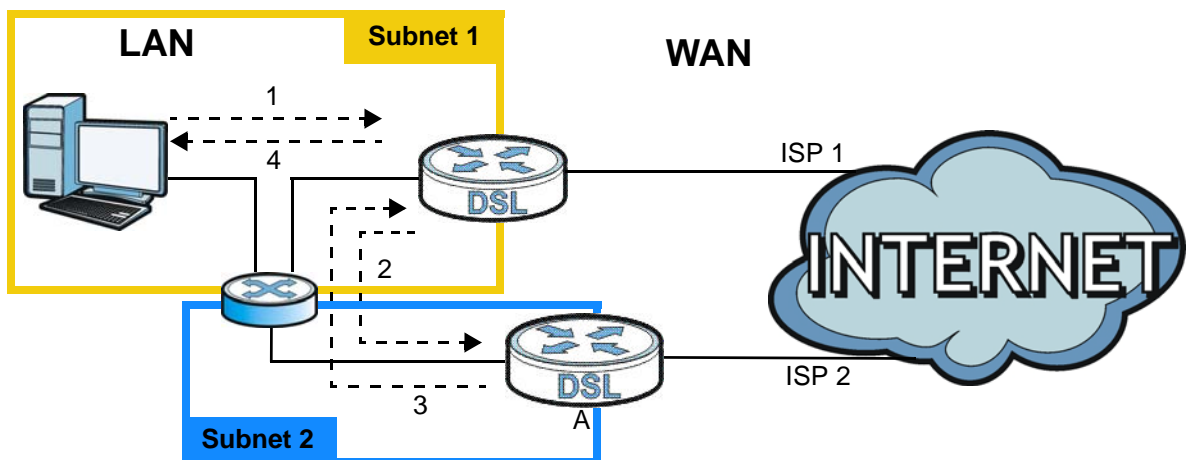 LAN
Subnet 1
WAN
1
4
ISP 1
DSL
2
INTERNET
DSL
ISP 2
3
A
Subnet 2